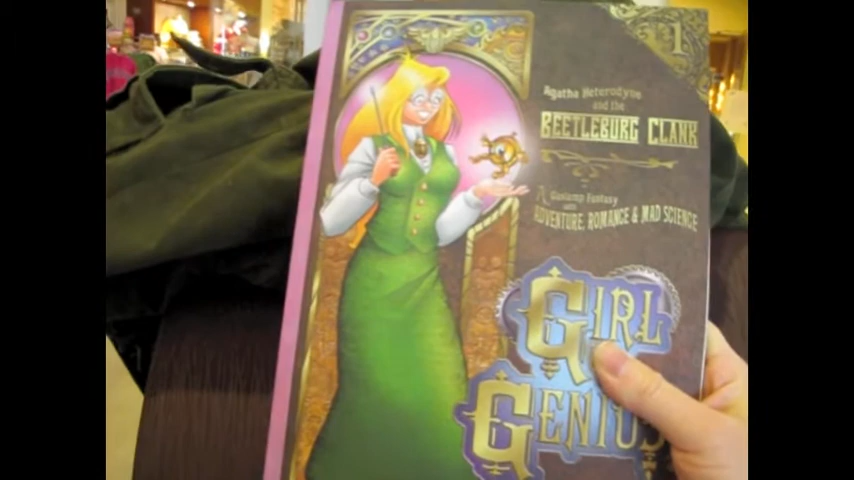 1
Agatha Heterodyne
and the
BEETLEBURG CLANK
A Gaslamp Fantasy
with
ADVENTURE, ROMANCE & MAD SCIENCE
GIRL
GENIUS